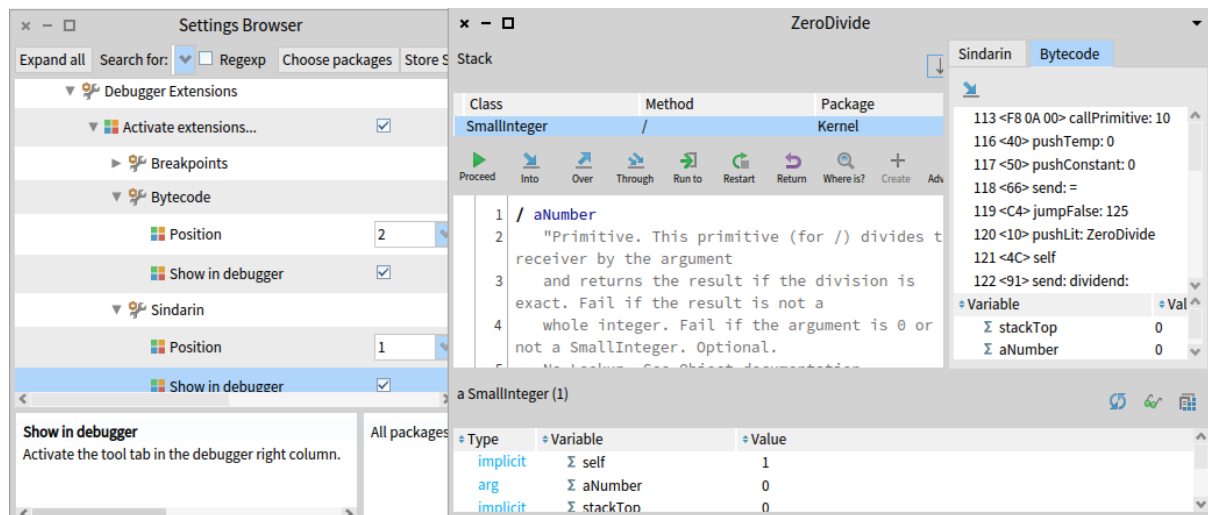 Settings Browser
Expand all Search for: Regexp Choose packages Store S
Debugger Extensions
Activate extensions...
Breakpoints
Bytecode
Position 2
Show in debugger
Sindarin
Position 1
Show in debugger
Show in debugger
Activate the tool tab in the debugger right column.
All packages
ZeroDivide
Stack
Class Method Package
SmallInteger / Kernel
Proceed Into Over Through Run to Restart Return Where is? Create Adv
1 / aNumber
2 "Primitive. This primitive (for /) divides t
receiver by the argument
3 and returns the result if the division is
exact. Fail if the result is not a
4 whole integer. Fail if the argument is 0 or
not a SmallInteger. Optional.
Sindarin Bytecode
113 <F8 0A 00> callPrimitive: 10
116 <40> pushTemp: 0
117 <50> pushConstant: 0
118 <66> send: =
119 <C4> jumpFalse: 125
120 <10> pushLit: ZeroDivide
121 <4C> self
122 <91> send: dividend:
Variable Val
Σ stackTop 0
Σ aNumber 0
a SmallInteger (1)
Type Variable Value
implicit Σ self 1
arg Σ aNumber 0
implicit Σ stackTop 0